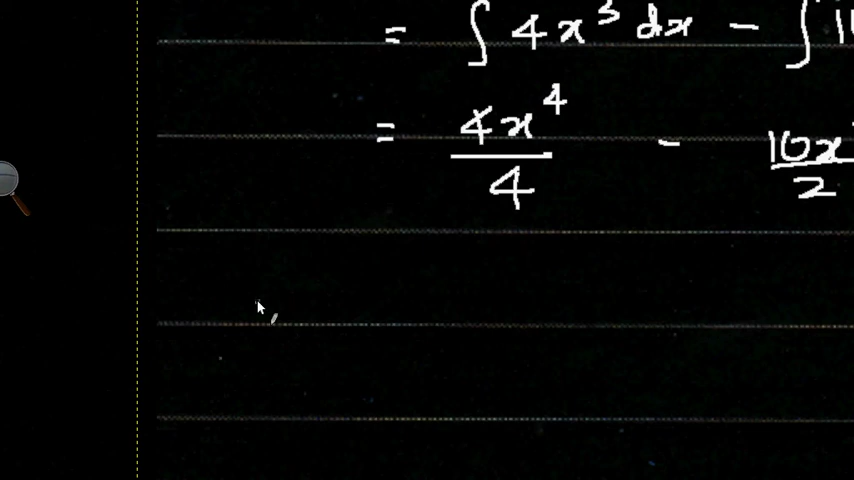 = ∫ 4x³ dx - ∫ 1
= 4x⁴/4 - 10x/2